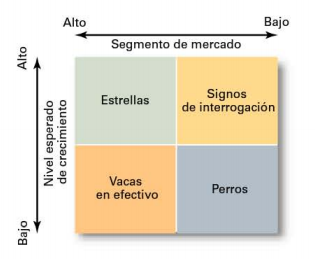 Alto
Bajo
Segmento de mercado
Alto
Nivel esperado
de crecimiento
Bajo
Estrellas
Signos
de interrogación
Vacas
en efectivo
Perros